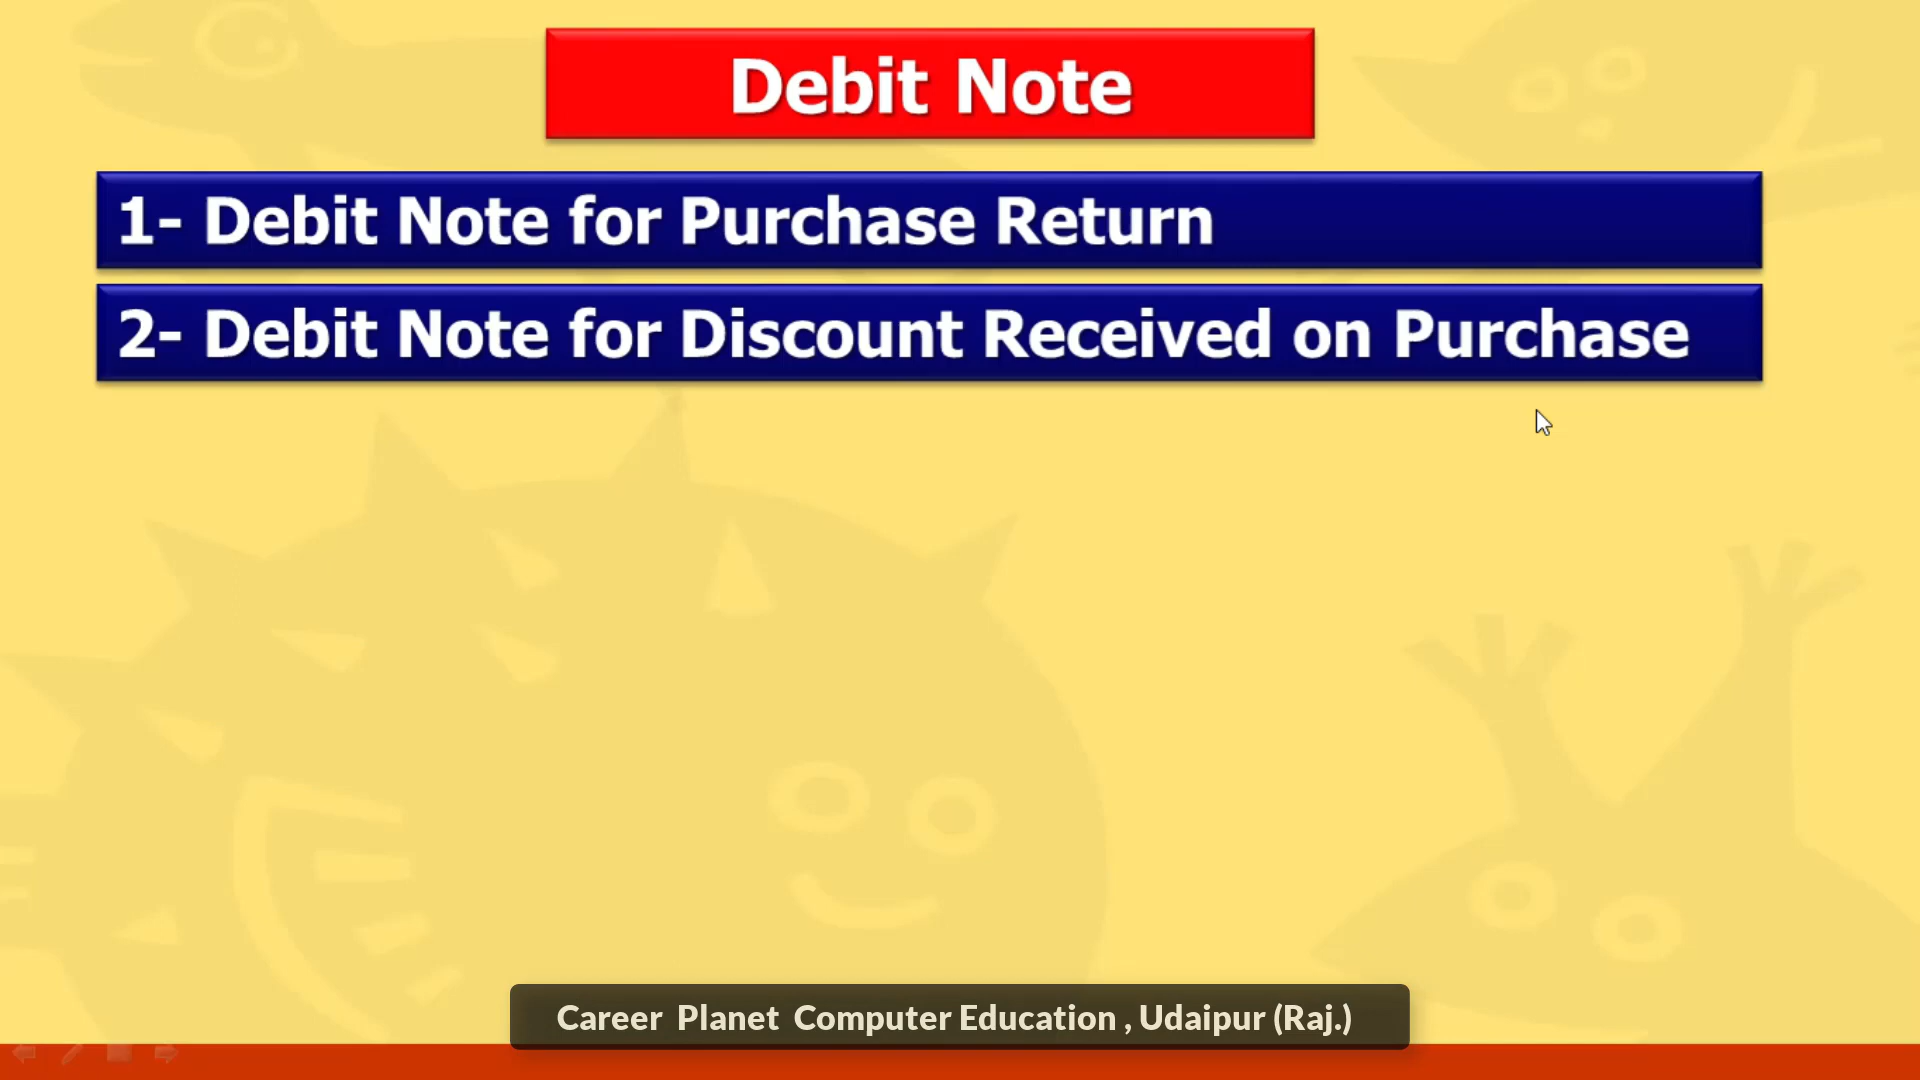 Debit Note
1- Debit Note for Purchase Return
2- Debit Note for Discount Received on Purchase
Career Planet Computer Education , Udaipur (Raj.)